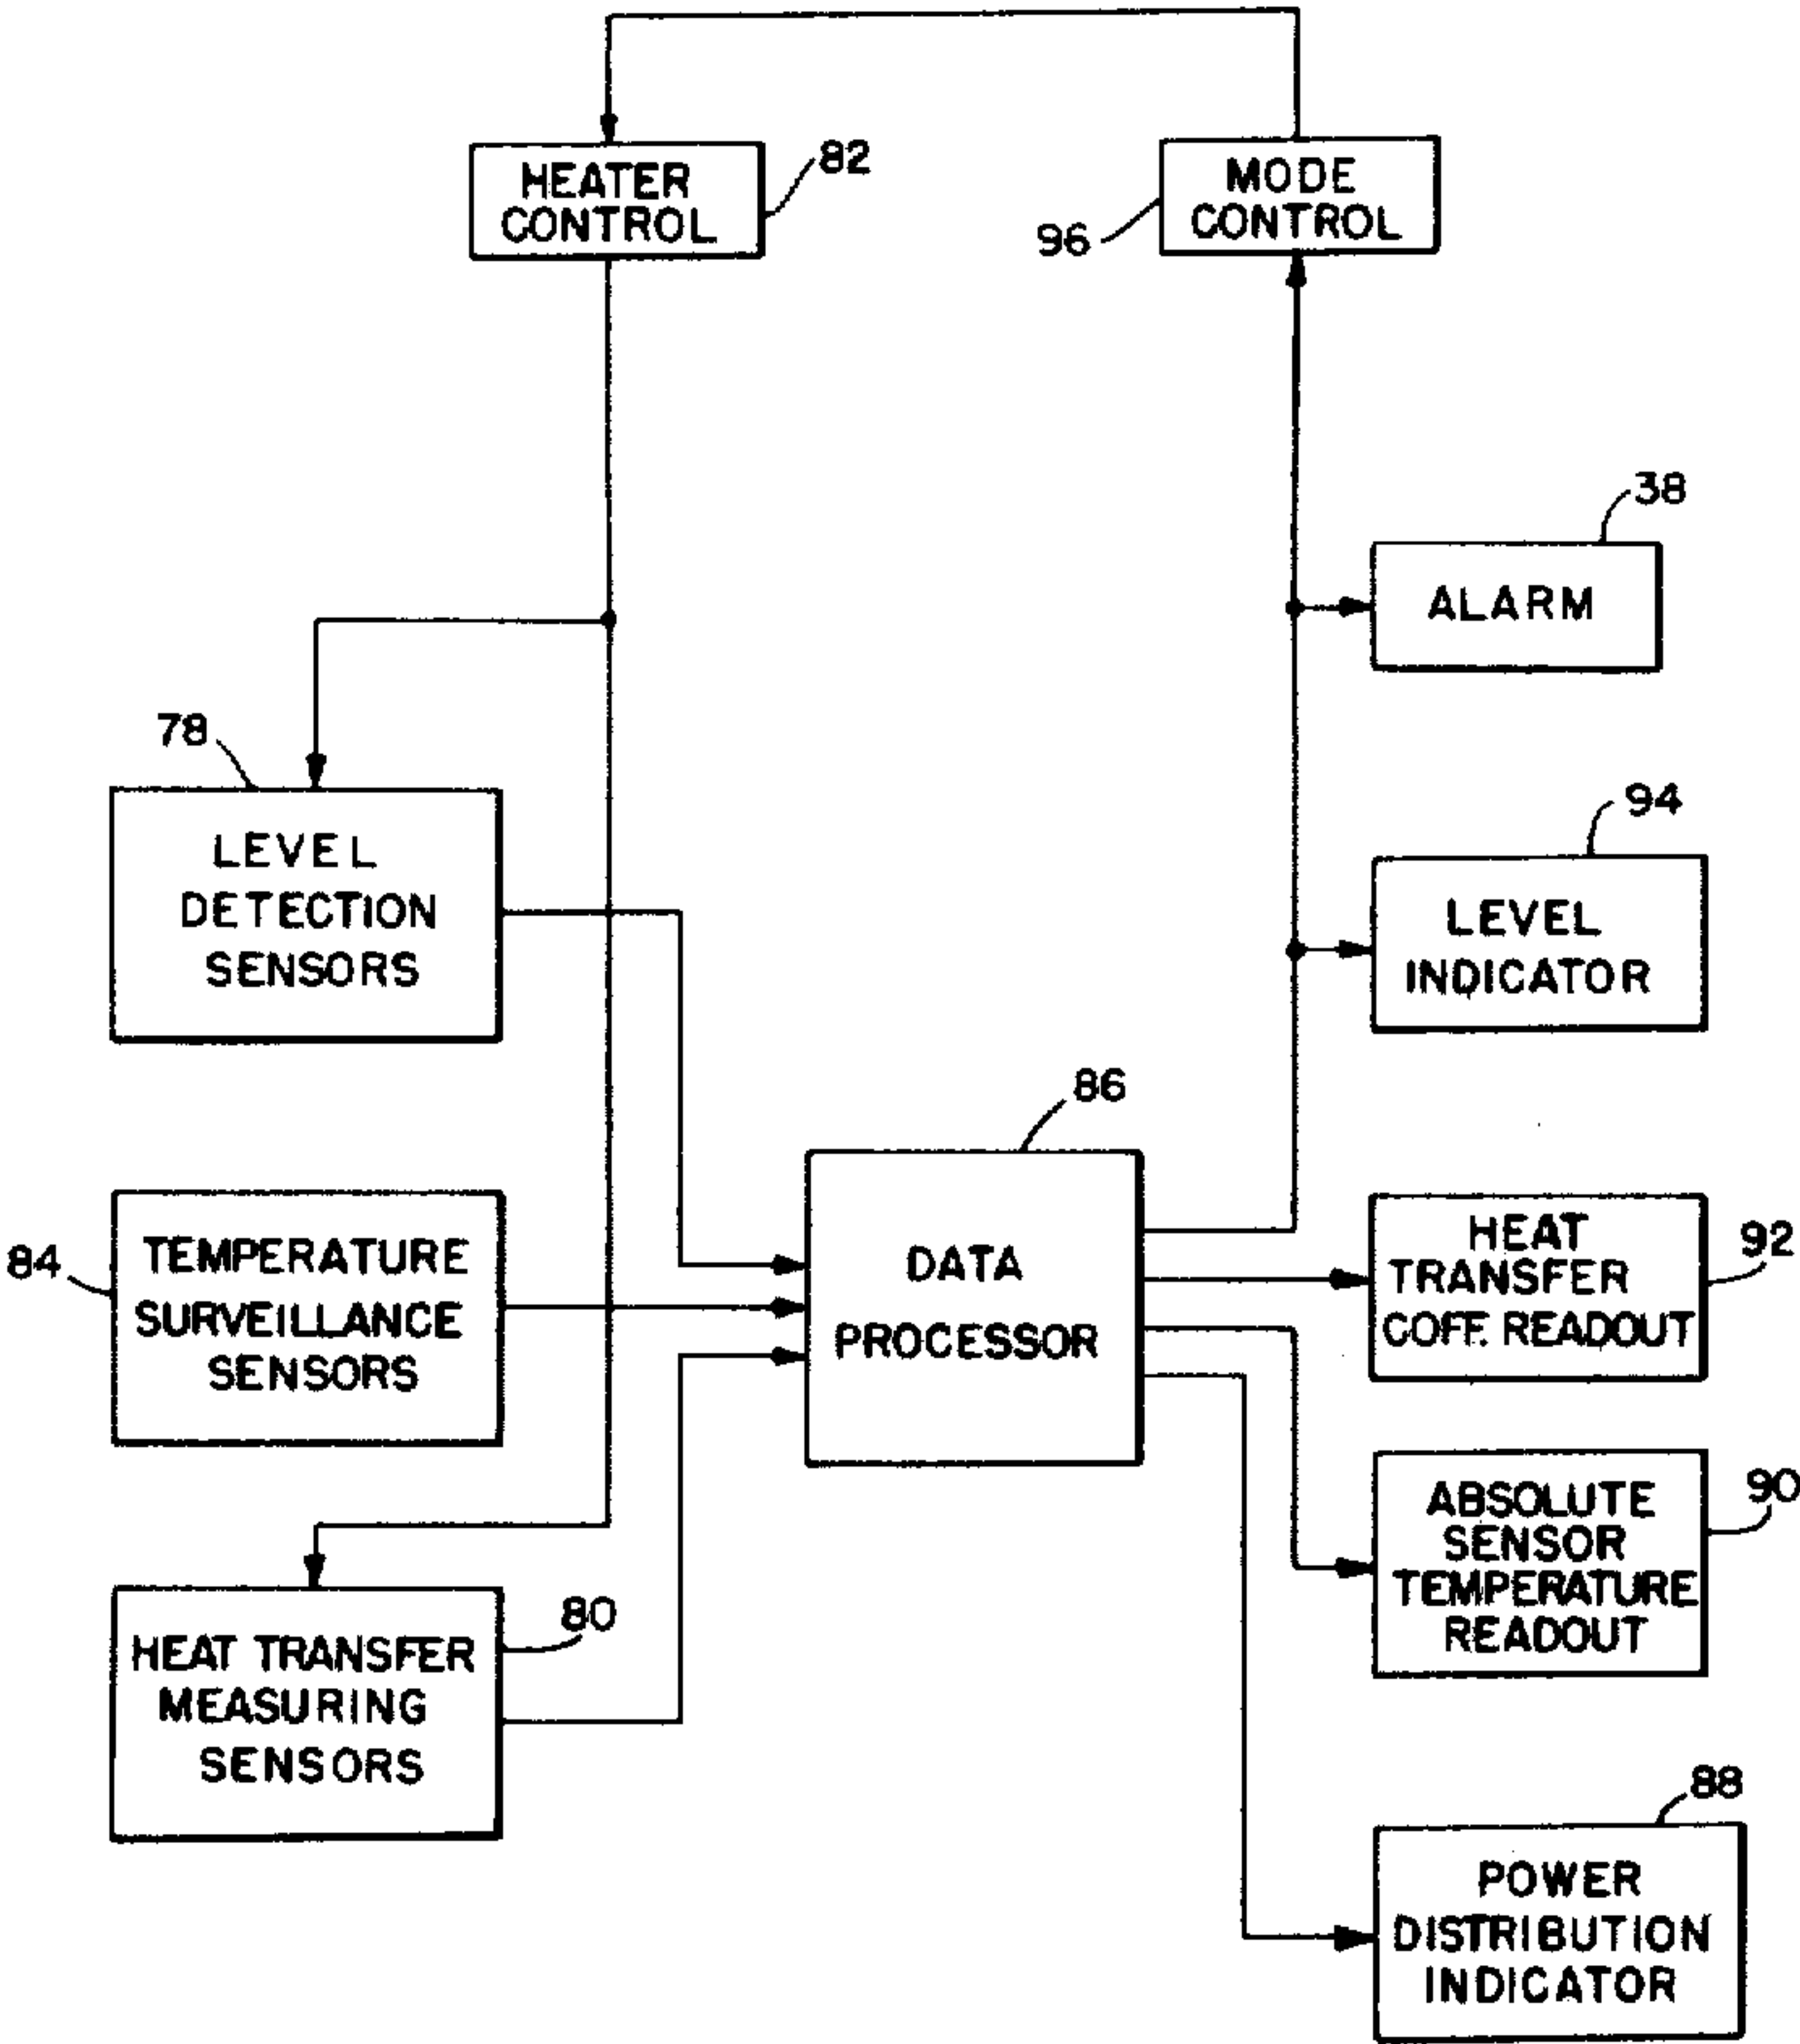 HEATER
CONTROL
82
MODE
CONTROL
96
38
ALARM
78
LEVEL
DETECTION
SENSORS
94
LEVEL
INDICATOR
86
DATA
PROCESSOR
84
TEMPERATURE
SURVEILLANCE
SENSORS
HEAT
TRANSFER
COFF. READOUT
92
ABSOLUTE
SENSOR
TEMPERATURE
READOUT
90
80
HEAT TRANSFER
MEASURING
SENSORS
88
POWER
DISTRIBUTION
INDICATOR